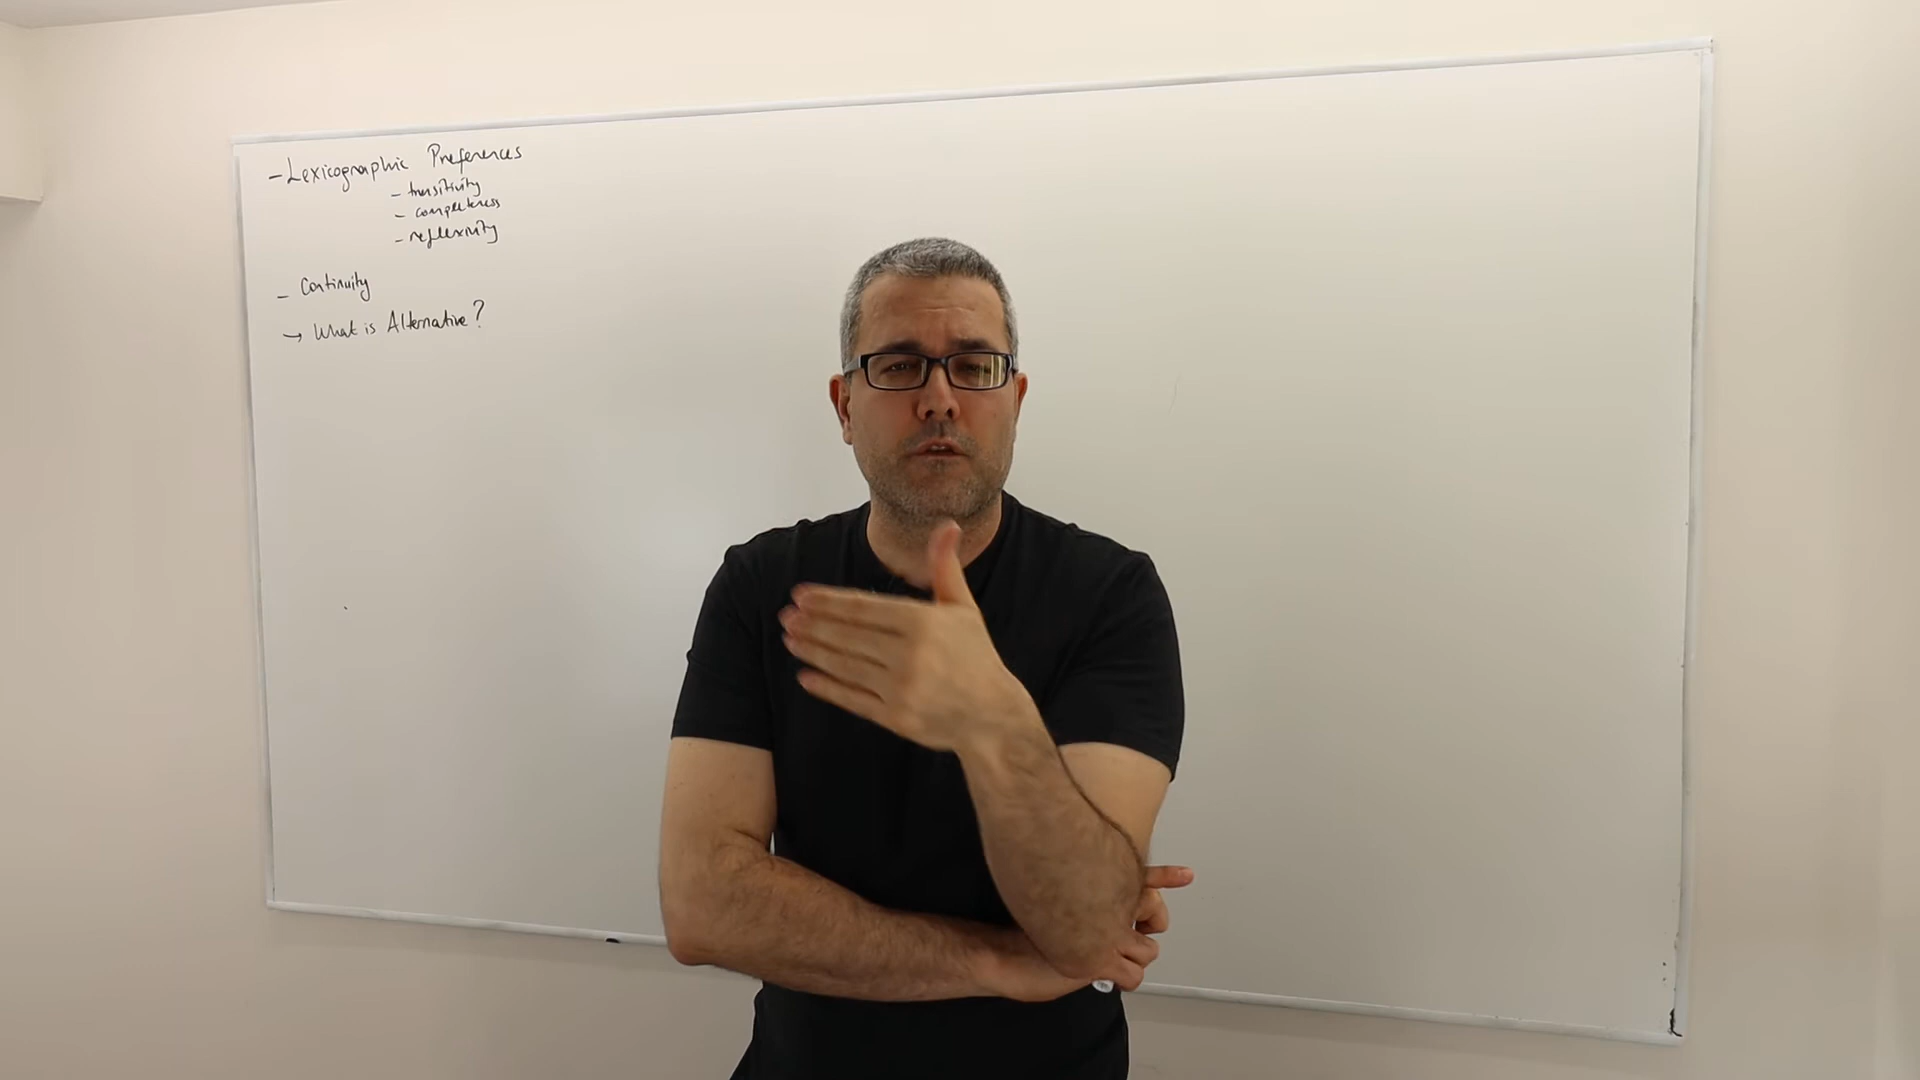 - Lexicographic Preferences
- transitivity
- completeness
- reflexivity
- Continuity
→ What is Alternative?